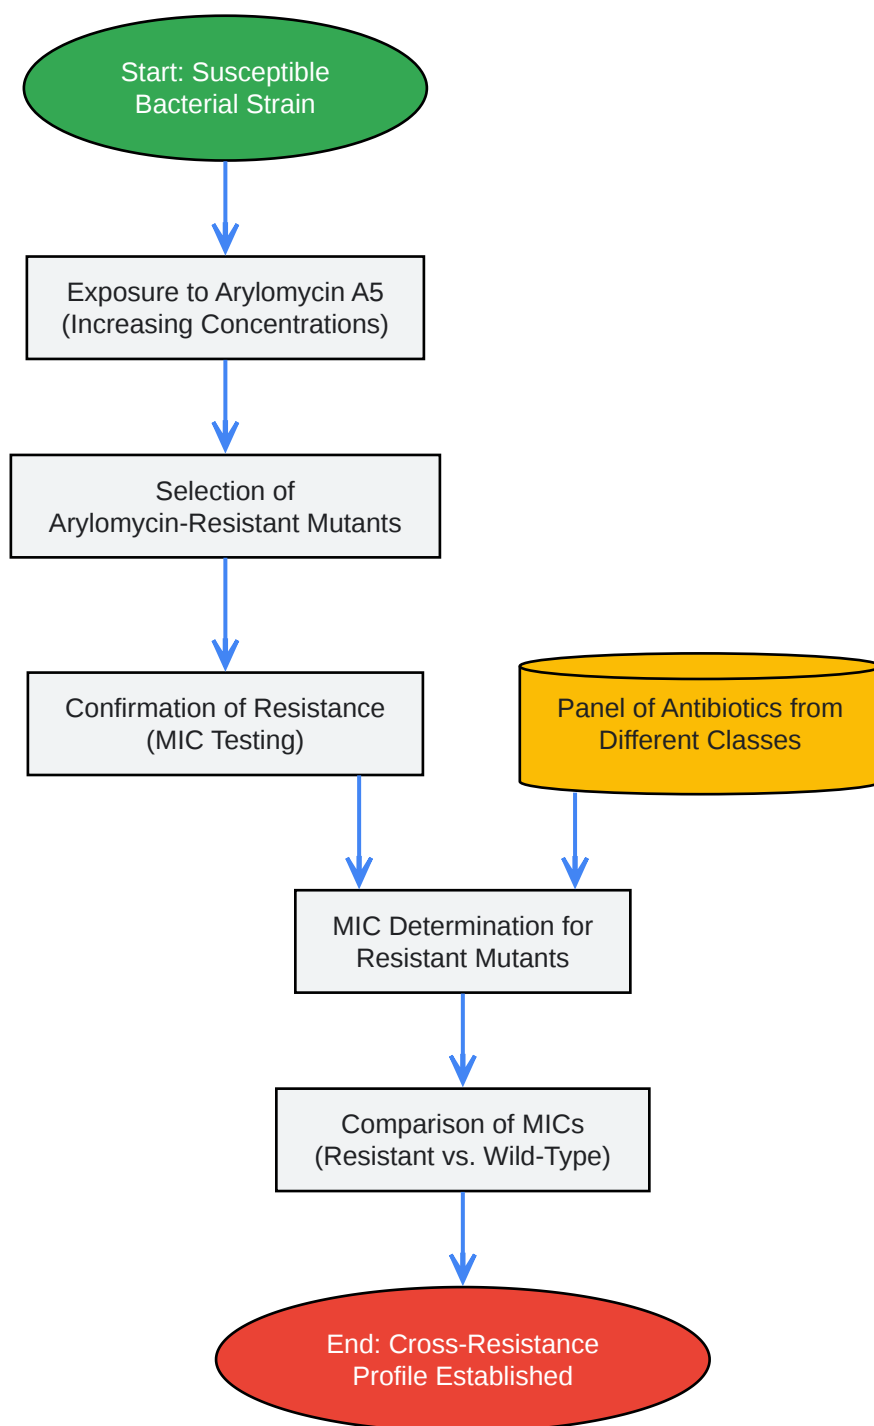 Start: Susceptible
Bacterial Strain
Exposure to Arylomycin A5
(Increasing Concentrations)
Selection of
Arylomycin-Resistant Mutants
Confirmation of Resistance
(MIC Testing)
Panel of Antibiotics from
Different Classes
MIC Determination for
Resistant Mutants
Comparison of MICs
(Resistant vs. Wild-Type)
End: Cross-Resistance
Profile Established